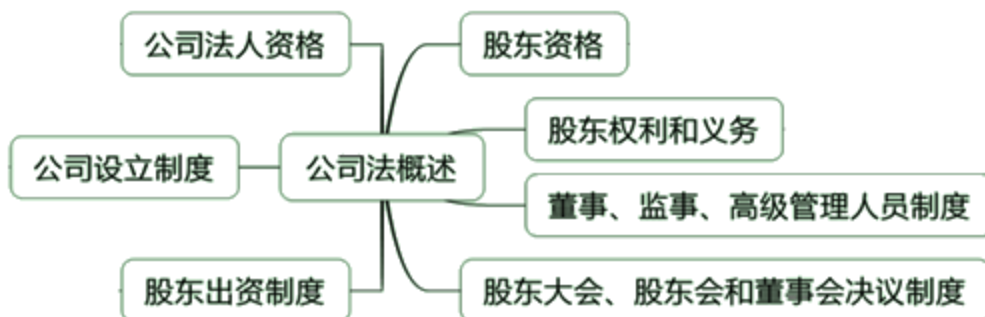 公司法人资格
股东资格
股东权利和义务
公司设立制度
公司法概述
董事、监事、高级管理人员制度
股东出资制度
股东大会、股东会和董事会决议制度